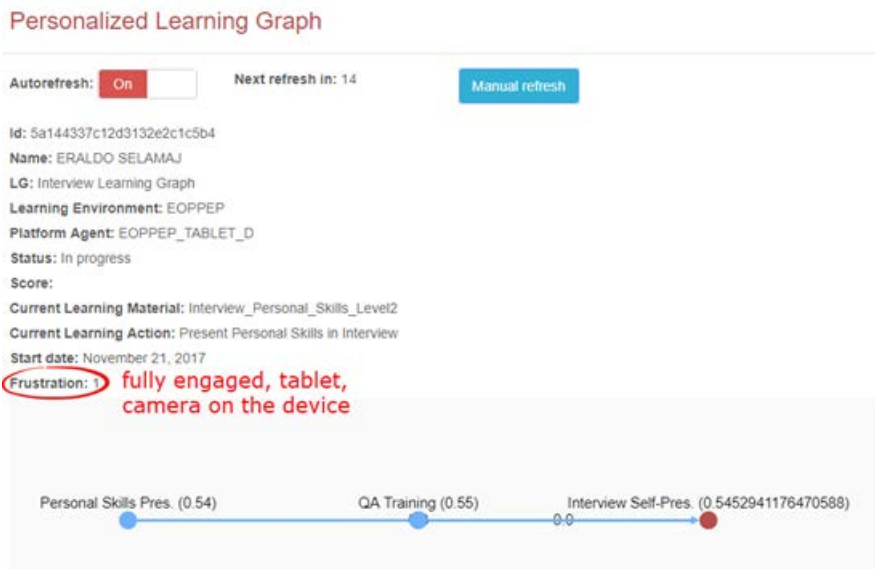 Personalized Learning Graph
Autorefresh: On Next refresh in: 14 Manual refresh
Id: 5a144337c12d3132e2c1c5b4
Name: ERALDO SELAMAJ
LG: Interview Learning Graph
Learning Environment: EOPPEP
Platform Agent: EOPPEP_TABLET_D
Status: In progress
Score:
Current Learning Material: Interview_Personal_Skills_Level2
Current Learning Action: Present Personal Skills in Interview
Start date: November 21, 2017
Frustration: 1 fully engaged, tablet,
camera on the device
Personal Skills Pres. (0.54) QA Training (0.55) Interview Self-Pres. (0.5452941176470588)
0.0